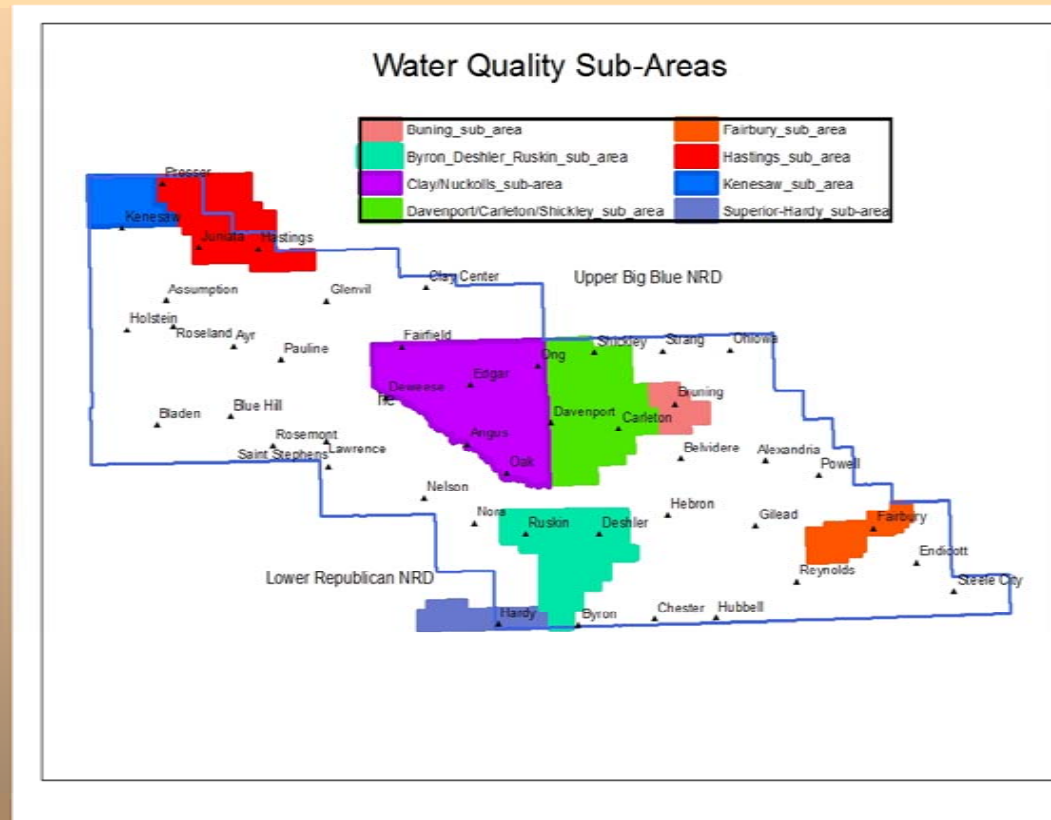 Water Quality Sub-Areas
Buning_sub_area
Fairbury_sub_area
Byron_Deshler_Ruskin_sub_area
Hastings_sub_area
Clay/Nuckolls_sub-area
Kenesaw_sub_area
Davenport/Carleton/Shickley_sub_area
Superior-Hardy_sub-area
Prosser
Kenesaw
Juniata
Hastings
Clay Center
Upper Big Blue NRD
Assumption
Glenvil
Holstein
Roseland
Ayr
Pauline
Fairfield
Ong
Shickley
Strang
Ohiowa
Edgar
Deweese
Bruning
Bladen
Blue Hill
Davenport
Carleton
Rosemont
Angus
Saint Stephens
Lawrence
Oak
Belvidere
Alexandria
Powell
Nelson
Nora
Ruskin
Deshler
Hebron
Gilead
Fairbury
Endicott
Lower Republican NRD
Reynolds
Steele City
Hardy
Byron
Chester
Hubbell